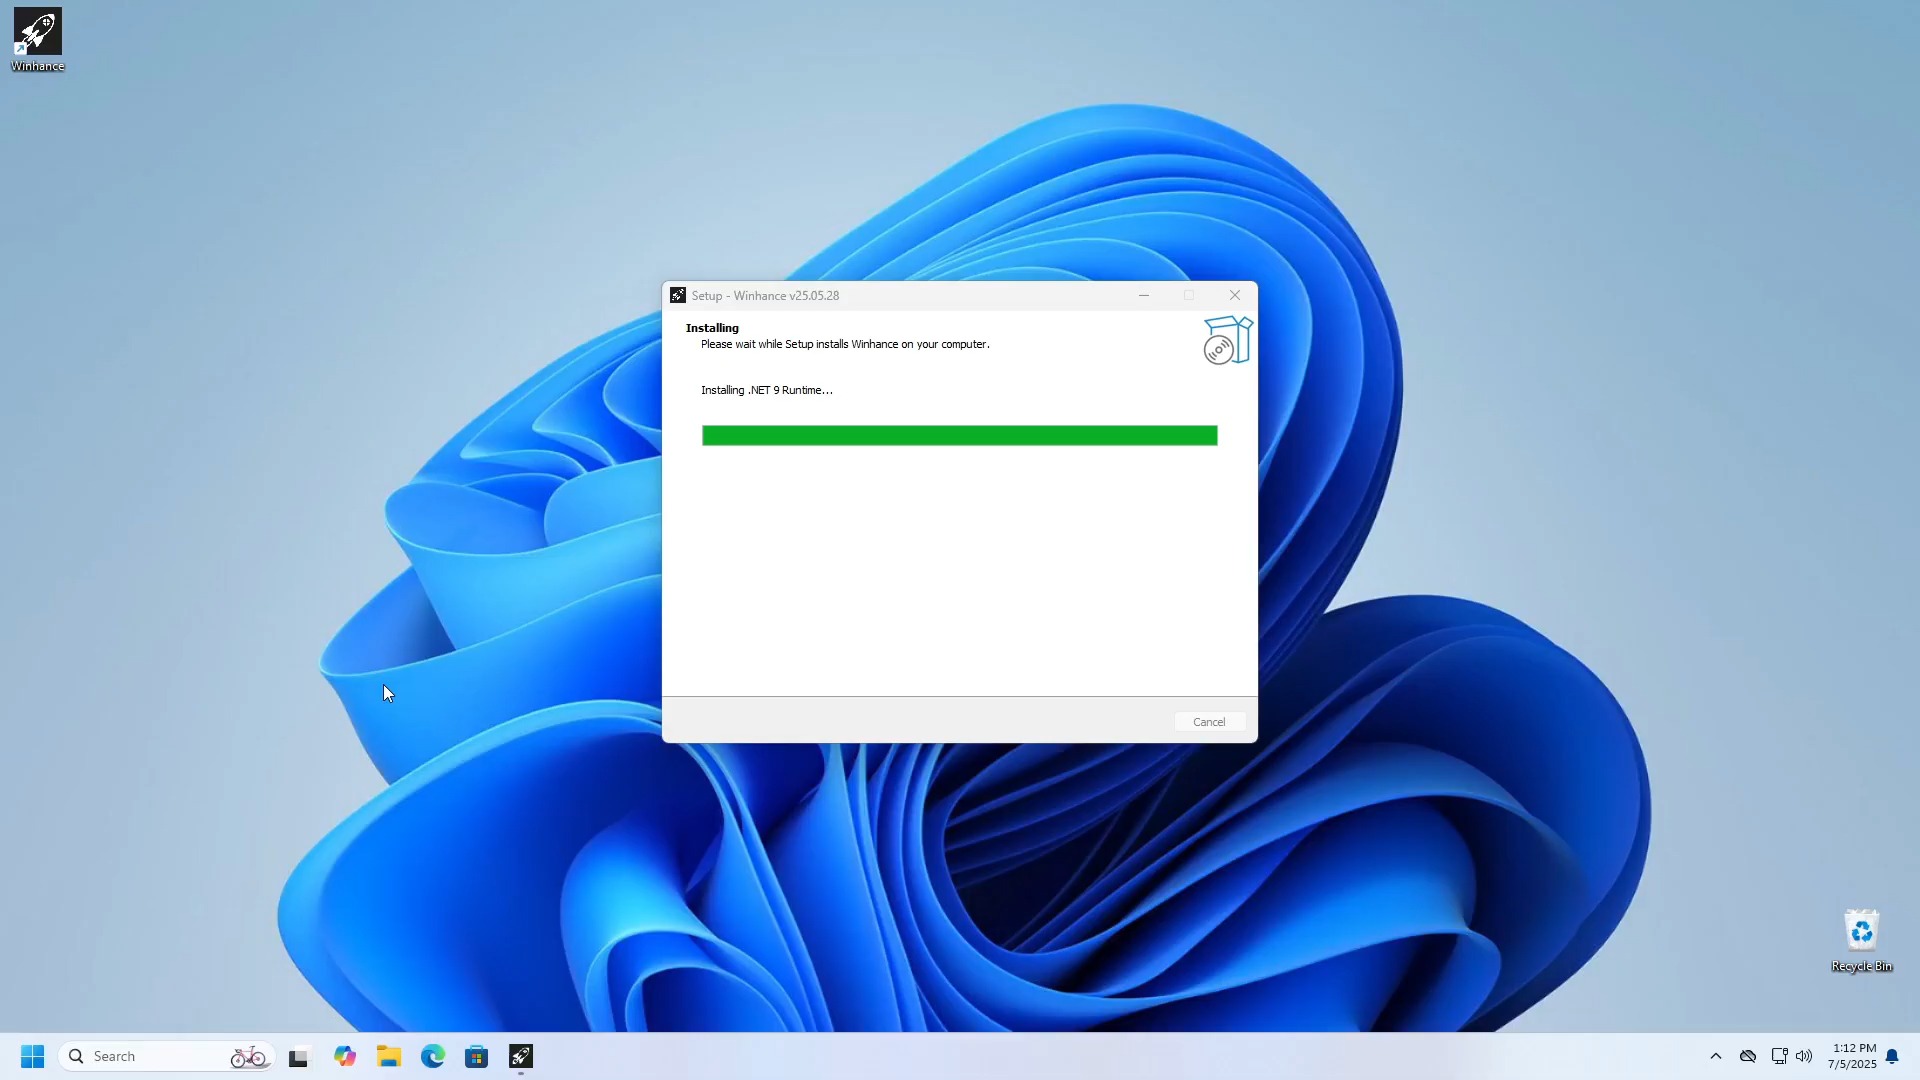 Winhance
Setup - Winhance v25.05.28
Installing
Please wait while Setup installs Winhance on your computer.
Installing .NET 9 Runtime...
Cancel
Recycle Bin
Search
1:12 PM
7/5/2025